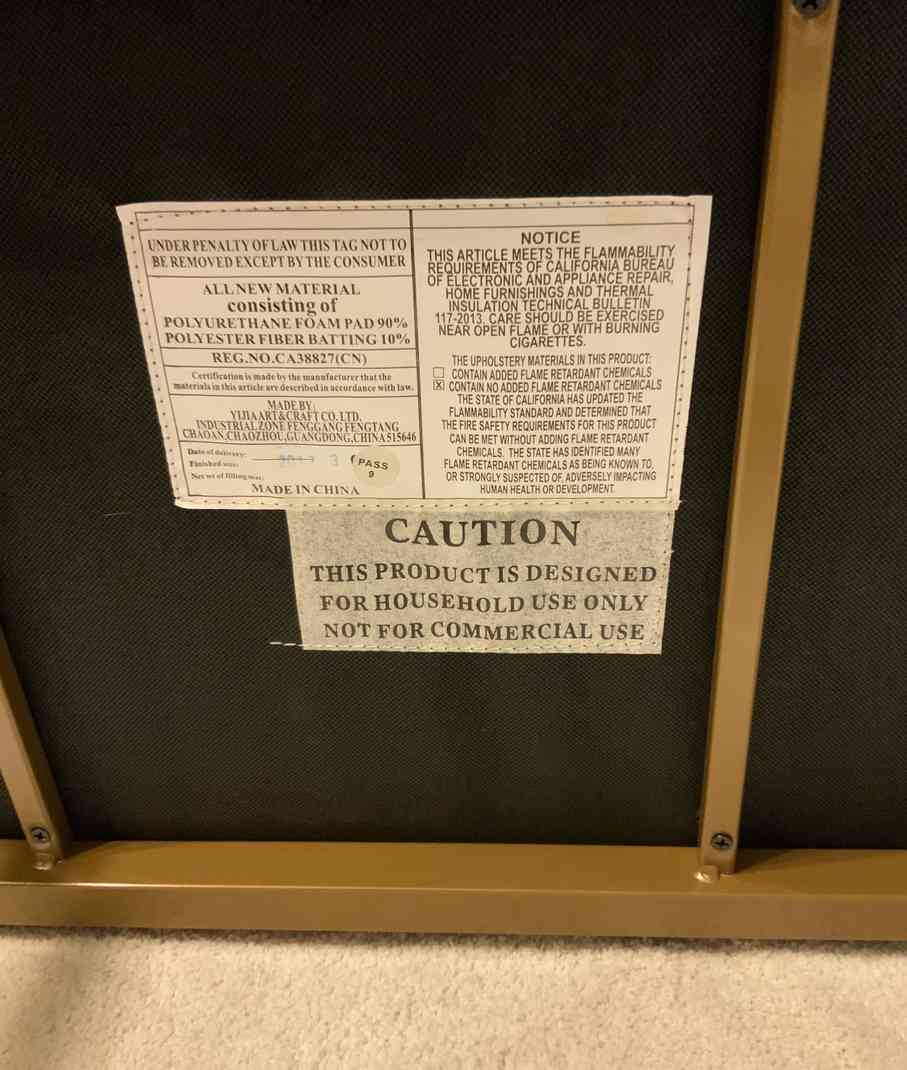 UNDER PENALTY OF LAW THIS TAG NOT TO
BE REMOVED EXCEPT BY THE CONSUMER
ALL NEW MATERIAL
consisting of
POLYURETHANE FOAM PAD 90%
POLYESTER FIBER BATTING 10%
REG.NO.CA38827(CN)
Certification is made by the manufacturer that the
materials in this article are described in accordance with law.
MADE BY:
YIJIA ART&CRAFT CO.LTD.
INDUSTRIAL ZONE FENGGANG FENGTANG
CHAOAN,CHAOZHOU,GUANGDONG,CHINA 515646
Date of delivery:
Finished size:
Net wt of filling mat:
PASS
9
MADE IN CHINA
NOTICE
THIS ARTICLE MEETS THE FLAMMABILITY
REQUIREMENTS OF CALIFORNIA BUREAU
OF ELECTRONIC AND APPLIANCE REPAIR,
HOME FURNISHINGS AND THERMAL
INSULATION TECHNICAL BULLETIN
117-2013. CARE SHOULD BE EXERCISED
NEAR OPEN FLAME OR WITH BURNING
CIGARETTES.
THE UPHOLSTERY MATERIALS IN THIS PRODUCT:
☐ CONTAIN ADDED FLAME RETARDANT CHEMICALS
☒ CONTAIN NO ADDED FLAME RETARDANT CHEMICALS
THE STATE OF CALIFORNIA HAS UPDATED THE
FLAMMABILITY STANDARD AND DETERMINED THAT
THE FIRE SAFETY REQUIREMENTS FOR THIS PRODUCT
CAN BE MET WITHOUT ADDING FLAME RETARDANT
CHEMICALS. THE STATE HAS IDENTIFIED MANY
FLAME RETARDANT CHEMICALS AS BEING KNOWN TO,
OR STRONGLY SUSPECTED OF, ADVERSELY IMPACTING
HUMAN HEALTH OR DEVELOPMENT.
CAUTION
THIS PRODUCT IS DESIGNED
FOR HOUSEHOLD USE ONLY
NOT FOR COMMERCIAL USE